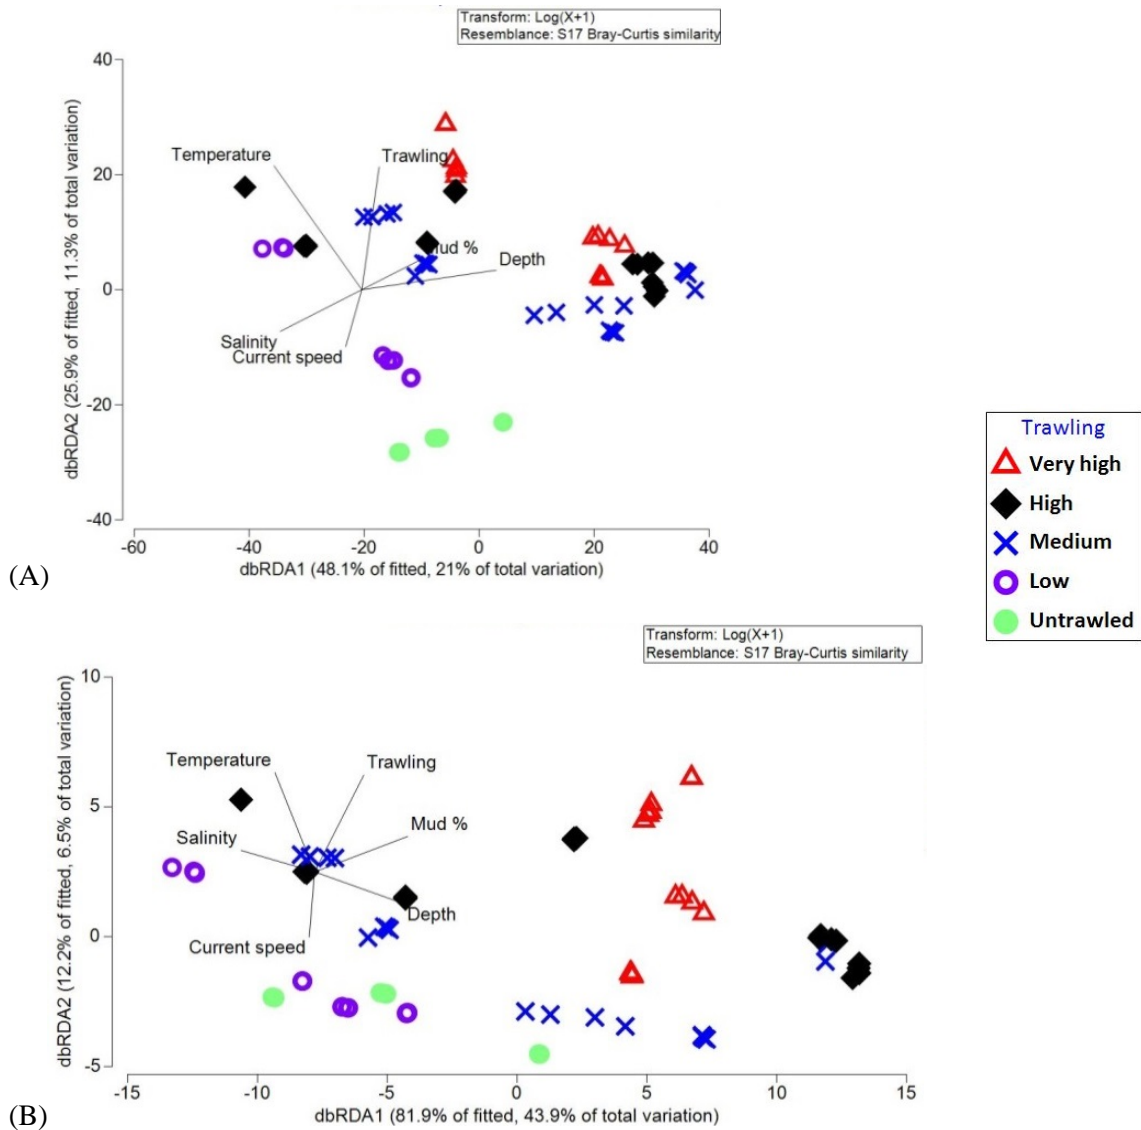 Transform: Log(X+1)
Resemblance: S17 Bray-Curtis similarity
40
20
0
-20
-40
dbRDA2 (25.9% of fitted, 11.3% of total variation)
Temperature
Trawling
Mud %
Depth
Salinity
Current speed
-60
-40
-20
0
20
40
dbRDA1 (48.1% of fitted, 21% of total variation)
(A)
Trawling
Very high
High
Medium
Low
Untrawled
Transform: Log(X+1)
Resemblance: S17 Bray-Curtis similarity
10
5
0
-5
dbRDA2 (12.2% of fitted, 6.5% of total variation)
Temperature
Trawling
Salinity
Mud %
Depth
Current speed
-15
-10
-5
0
5
10
15
dbRDA1 (81.9% of fitted, 43.9% of total variation)
(B)